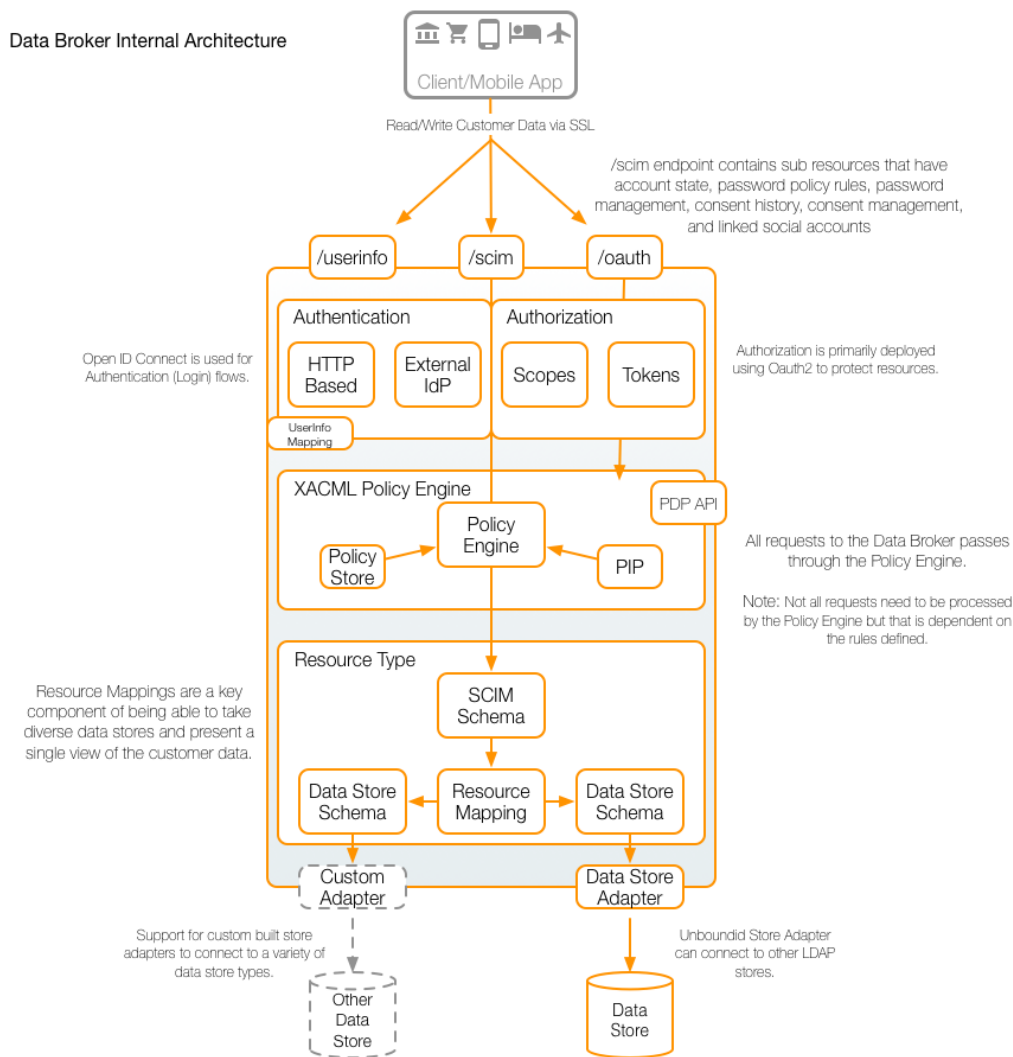 Data Broker Internal Architecture
Client/Mobile App
Read/Write Customer Data via SSL
/scim endpoint contains sub resources that have
account state, password policy rules, password
management, consent history, consent management,
and linked social accounts
/userinfo
/scim
/oauth
Authentication
Authorization
HTTP
Based
External
IdP
Scopes
Tokens
Open ID Connect is used for
Authentication (Login) flows.
Authorization is primarily deployed
using Oauth2 to protect resources.
UserInfo
Mapping
XACML Policy Engine
PDP API
Policy
Engine
Policy
Store
PIP
All requests to the Data Broker passes
through the Policy Engine.
Note: Not all requests need to be processed
by the Policy Engine but that is dependent on
the rules defined.
Resource Type
SCIM
Schema
Resource Mappings are a key
component of being able to take
diverse data stores and present a
single view of the customer data.
Data Store
Schema
Resource
Mapping
Data Store
Schema
Custom
Adapter
Data Store
Adapter
Support for custom built store
adapters to connect to a variety of
data store types.
Unboundid Store Adapter
can connect to other LDAP
stores.
Other
Data
Store
Data
Store